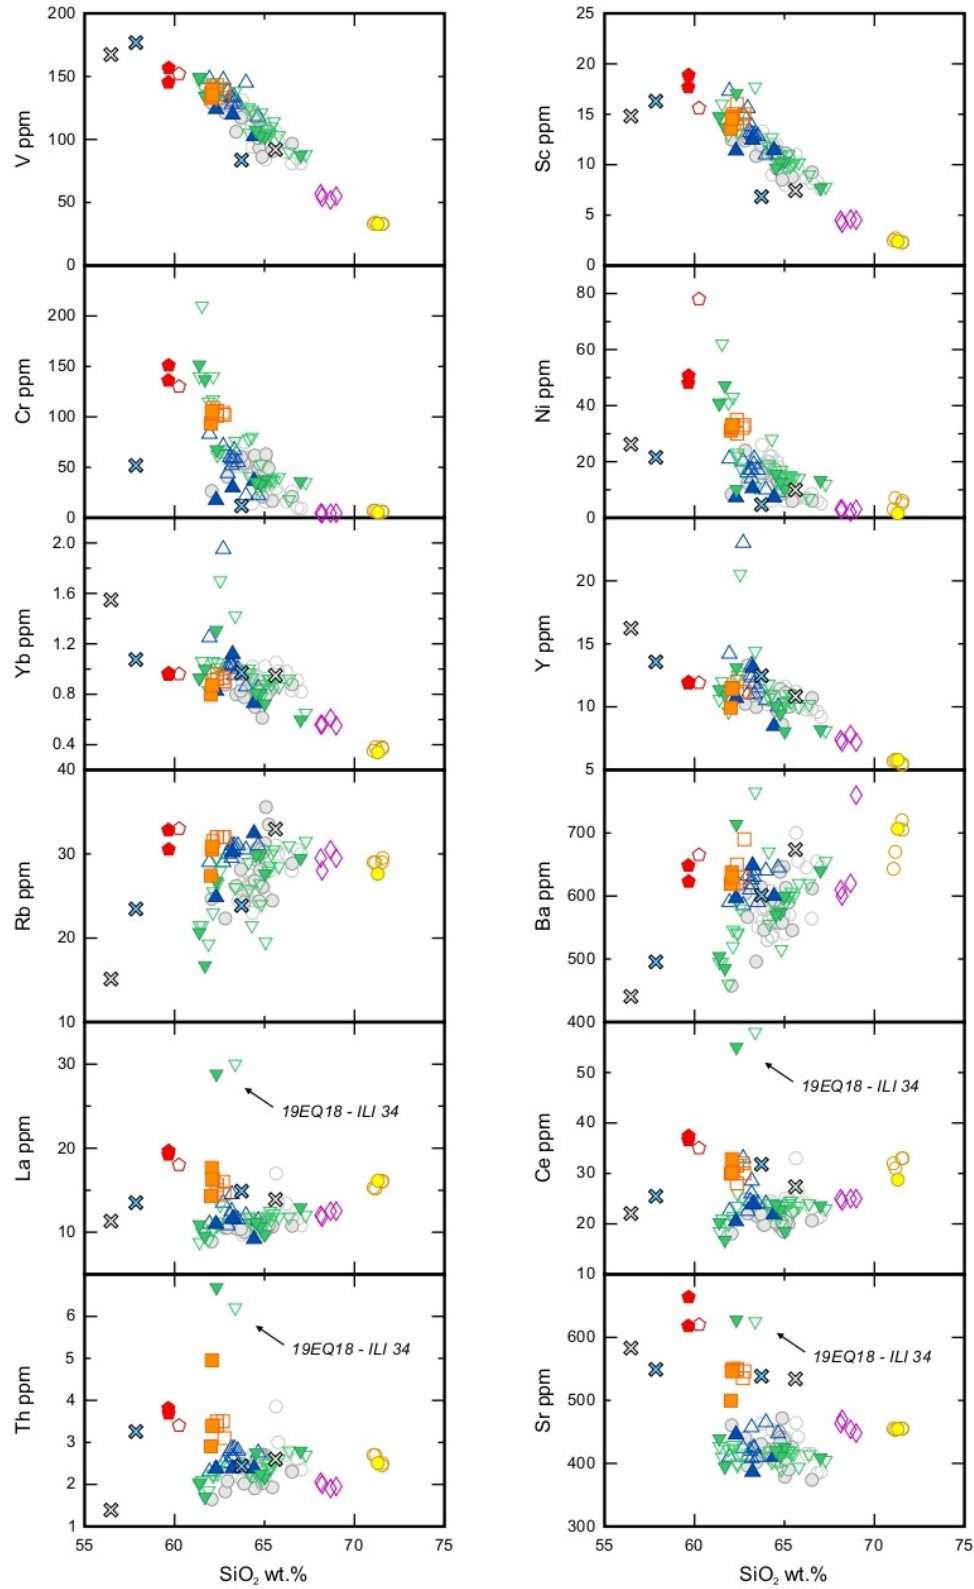 200
150
100
50
0
V ppm
25
20
15
10
5
0
Sc ppm
200
150
100
50
0
Cr ppm
80
60
40
20
0
Ni ppm
2.0
1.6
1.2
0.8
0.4
Yb ppm
20
15
10
5
Y ppm
40
30
20
10
Rb ppm
700
600
500
400
Ba ppm
30
20
10
La ppm
19EQ18 - ILI 34
50
40
30
20
10
Ce ppm
19EQ18 - ILI 34
6
5
4
3
2
1
Th ppm
19EQ18 - ILI 34
55 60 65 70 75
SiO₂ wt.%
600
500
400
300
Sr ppm
19EQ18 - ILI 34
55 60 65 70 75
SiO₂ wt.%